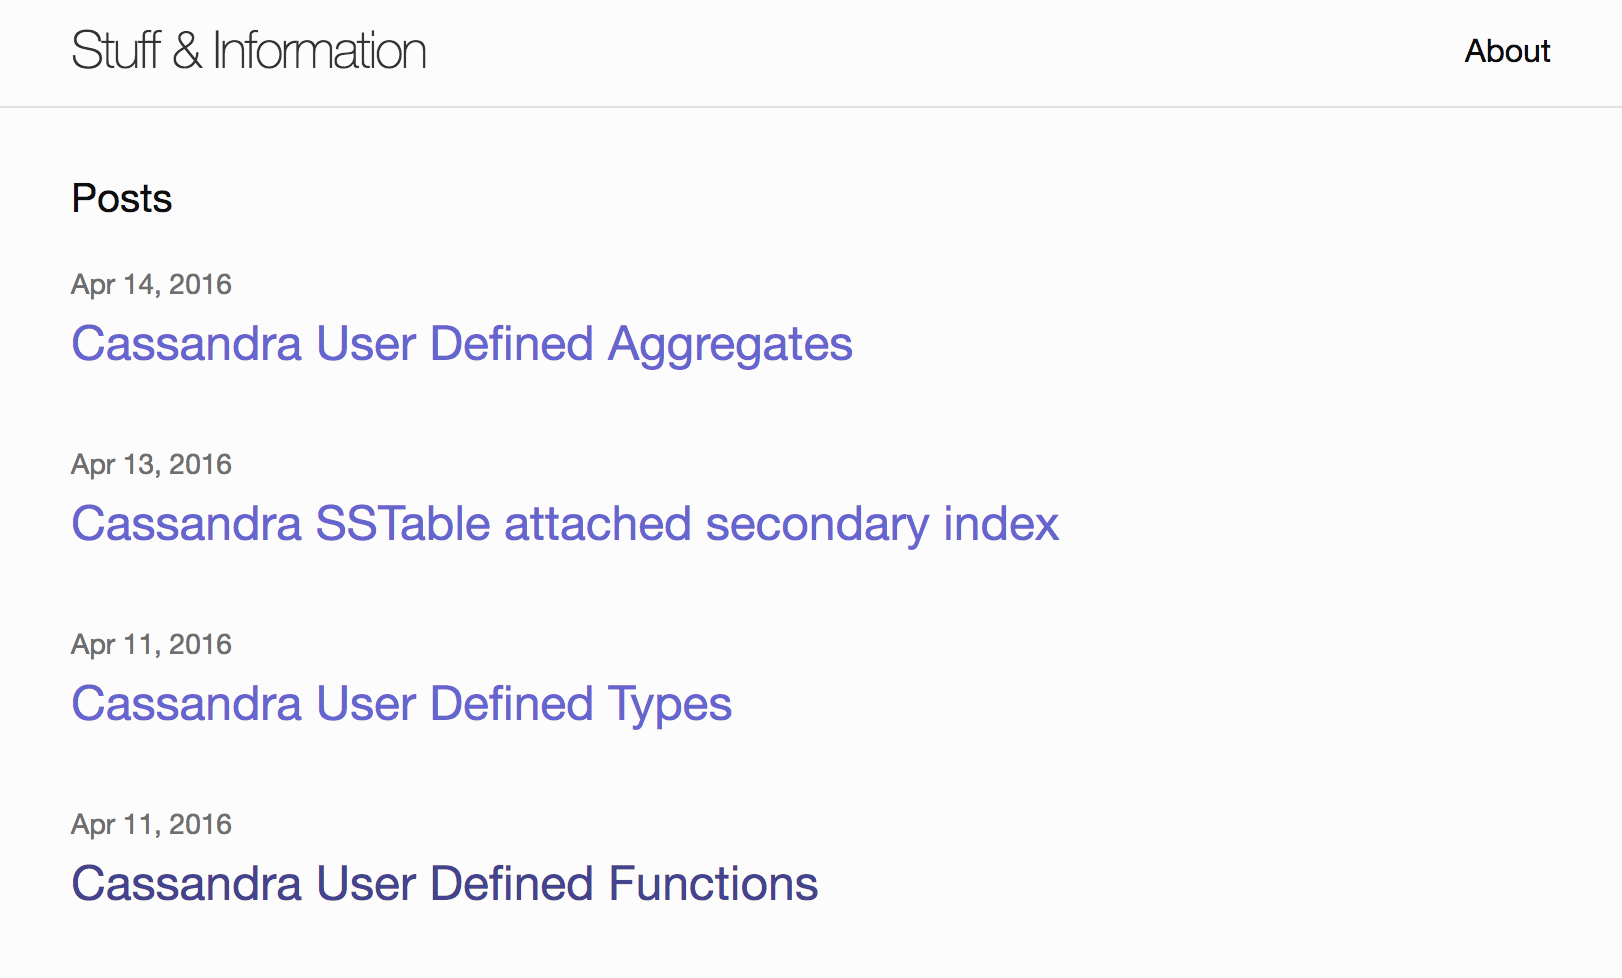 Stuff & Information
About
Posts
Apr 14, 2016
Cassandra User Defined Aggregates
Apr 13, 2016
Cassandra SSTable attached secondary index
Apr 11, 2016
Cassandra User Defined Types
Apr 11, 2016
Cassandra User Defined Functions